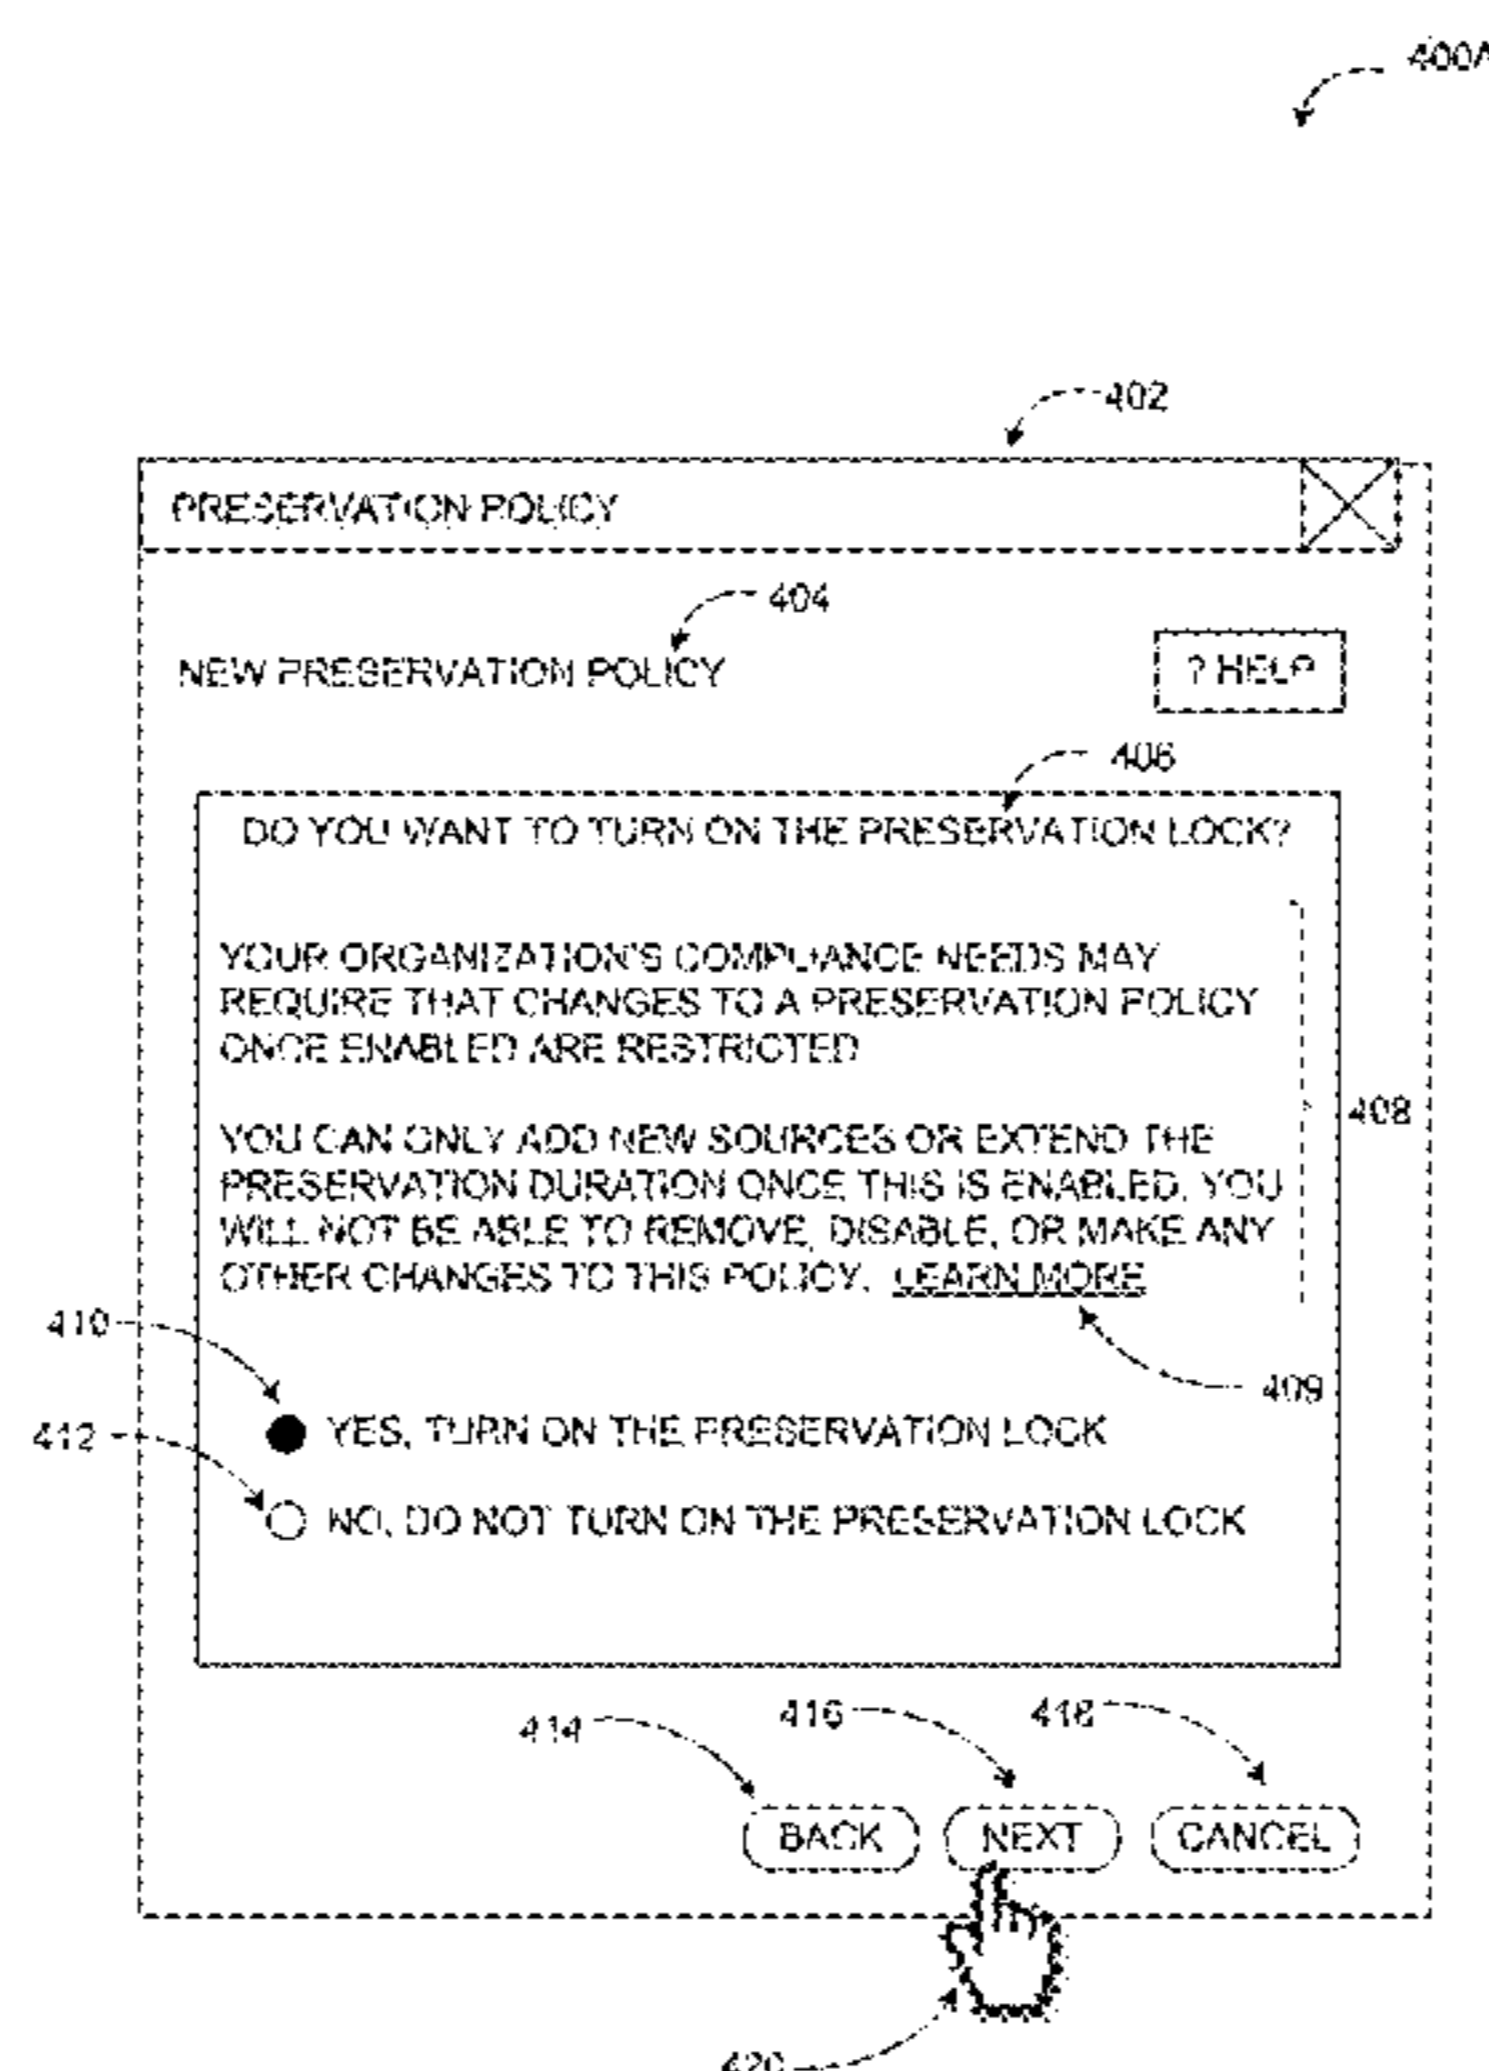 400A
402
PRESERVATION POLICY
404
NEW PRESERVATION POLICY
? HELP
406
DO YOU WANT TO TURN ON THE PRESERVATION LOCK?
YOUR ORGANIZATION'S COMPLIANCE NEEDS MAY
REQUIRE THAT CHANGES TO A PRESERVATION POLICY
ONCE ENABLED ARE RESTRICTED
408
YOU CAN ONLY ADD NEW SOURCES OR EXTEND THE
PRESERVATION DURATION ONCE THIS IS ENABLED. YOU
WILL NOT BE ABLE TO REMOVE, DISABLE, OR MAKE ANY
OTHER CHANGES TO THIS POLICY. LEARN MORE
410
409
412
YES, TURN ON THE PRESERVATION LOCK
NO, DO NOT TURN ON THE PRESERVATION LOCK
414
416
418
BACK
NEXT
CANCEL
420